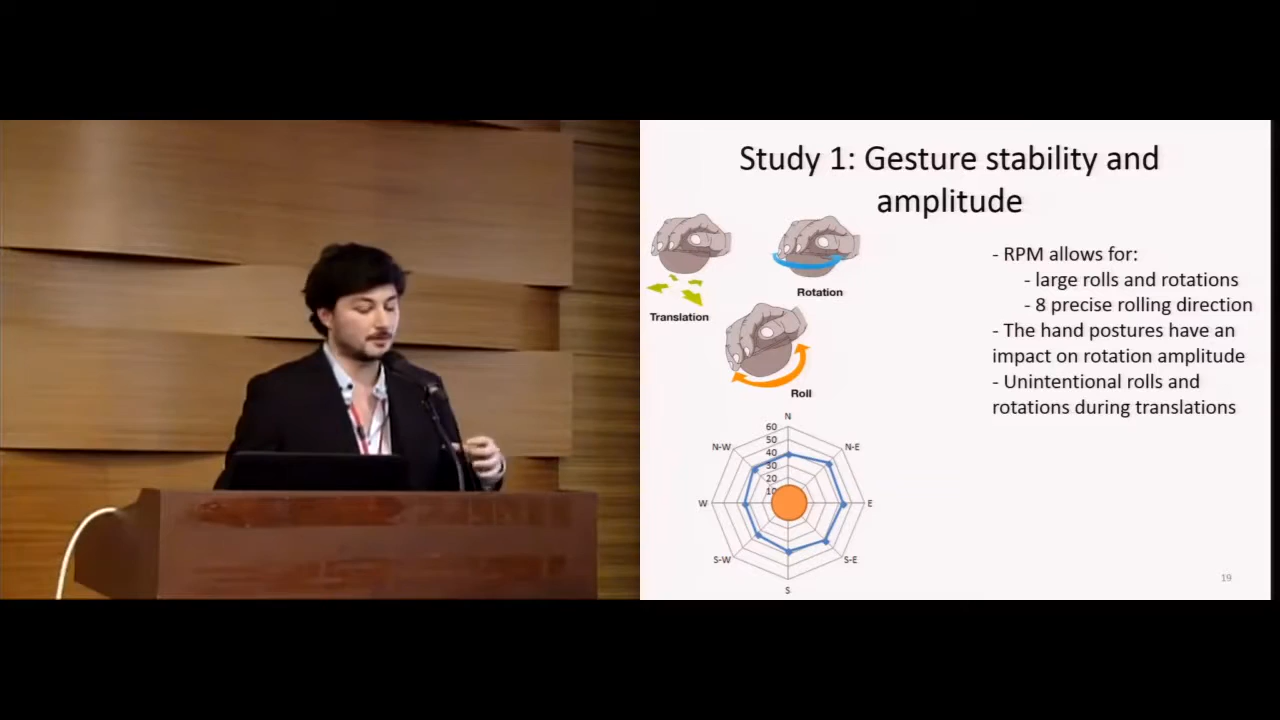 Study 1: Gesture stability and
amplitude
Translation
Rotation
Roll
- RPM allows for:
- large rolls and rotations
- 8 precise rolling direction
- The hand postures have an
impact on rotation amplitude
- Unintentional rolls and
rotations during translations
N
60
50
40
30
20
10
N-W
N-E
W
E
S-W
S-E
S
19